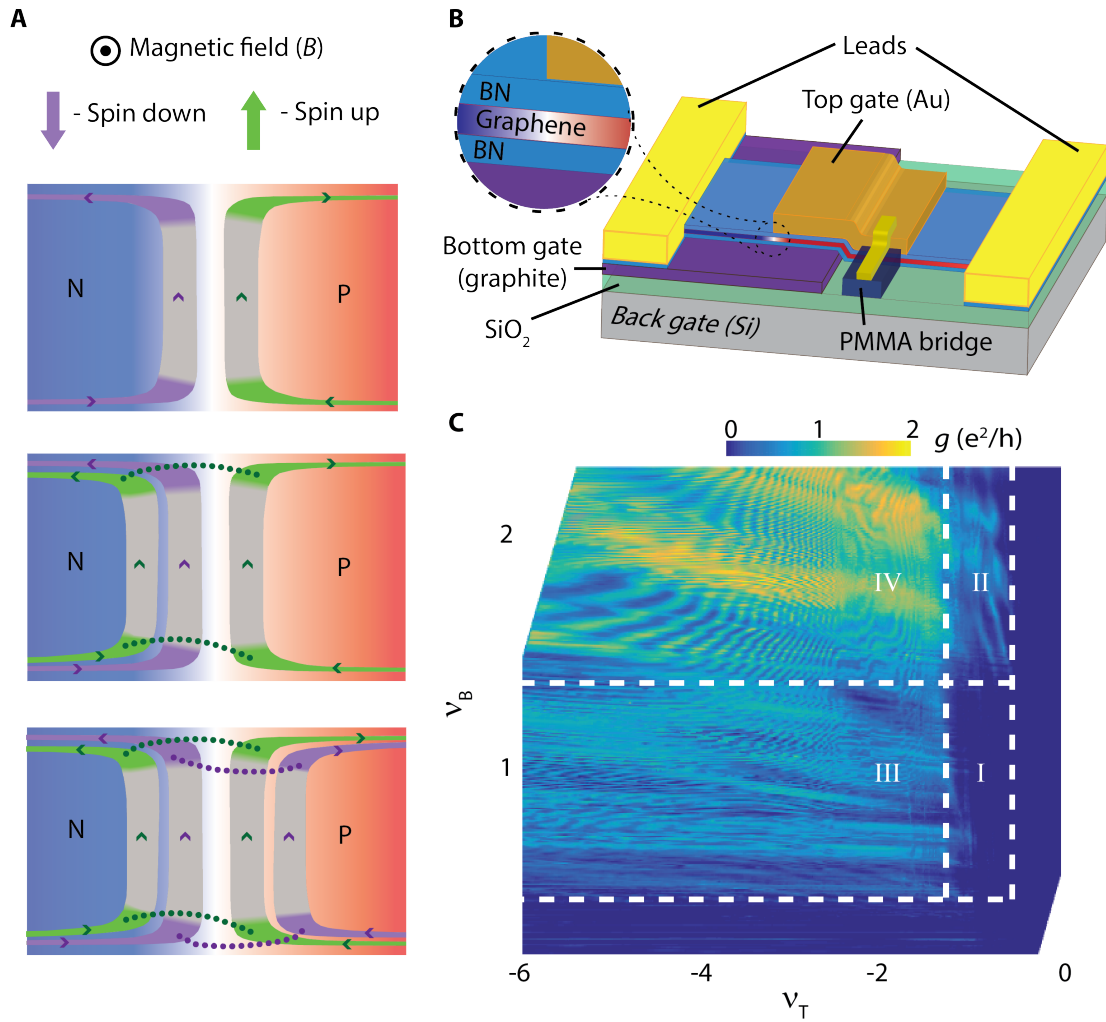 A
Magnetic field (B)
- Spin down
- Spin up
N
P
N
P
N
P
B
Leads
Top gate (Au)
BN
Graphene
BN
Bottom gate
(graphite)
SiO2
Back gate (Si)
PMMA bridge
C
0 1 2 g (e²/h)
2
IV
II
νB
1
III
I
-6 -4 -2 0
νT